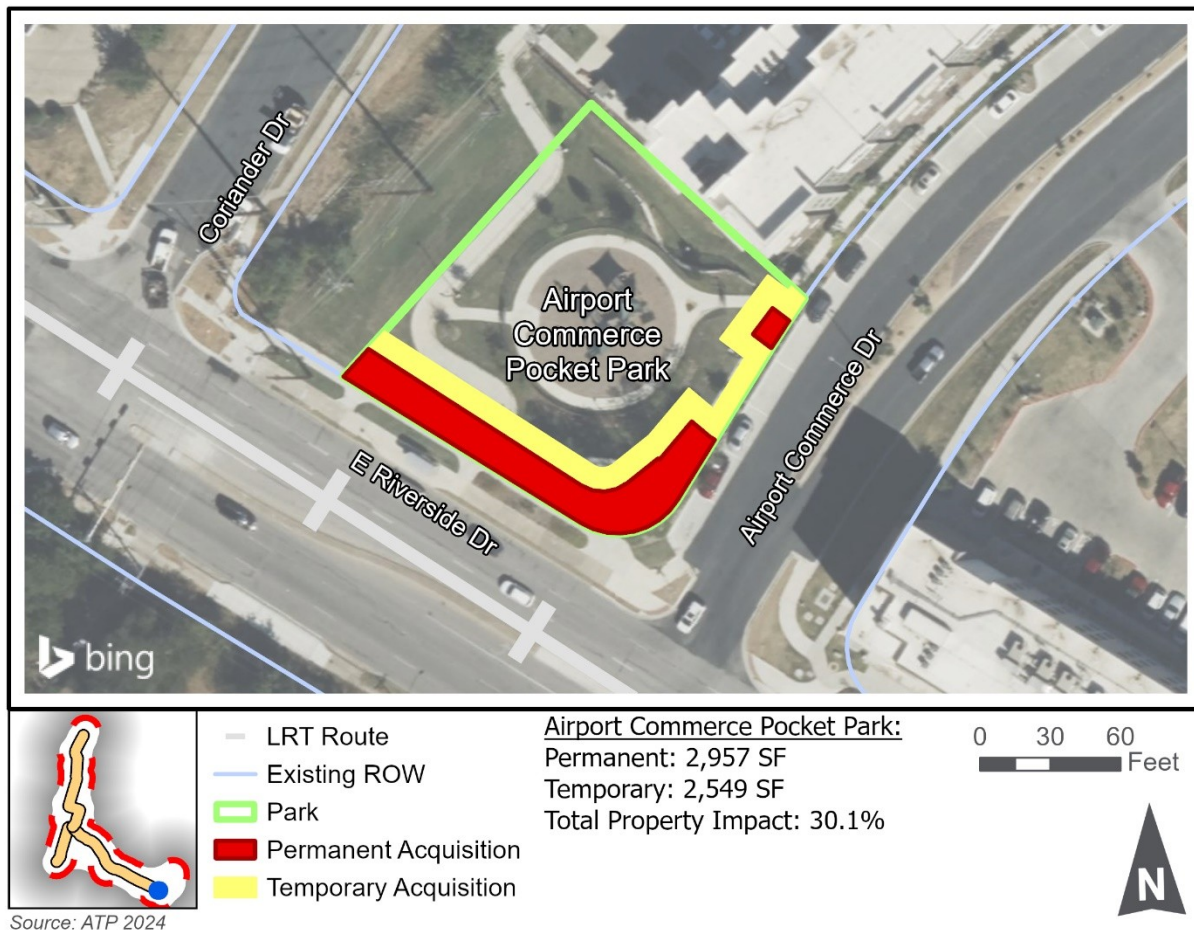 Coriander Dr
Airport
Commerce
Pocket Park
E Riverside Dr
Airport Commerce Dr
bing
LRT Route
Existing ROW
Park
Permanent Acquisition
Temporary Acquisition
Airport Commerce Pocket Park:
Permanent: 2,957 SF
Temporary: 2,549 SF
Total Property Impact: 30.1%
0 30 60
Feet
N
Source: ATP 2024